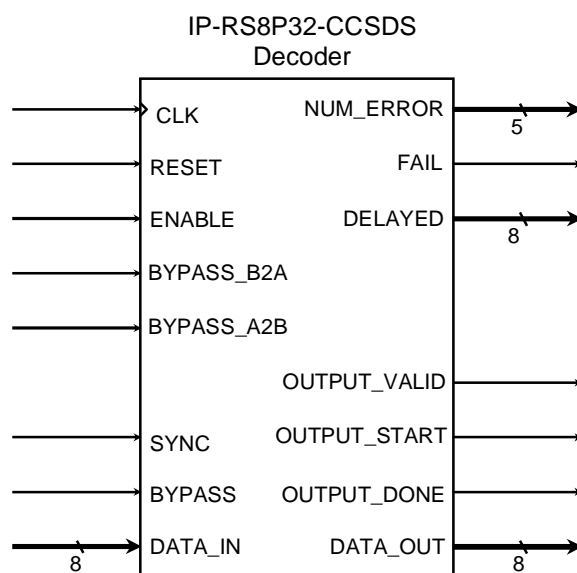 IP-RS8P32-CCSDS
Decoder
CLK NUM_ERROR
5
RESET FAIL
ENABLE DELAYED
8
BYPASS_B2A
BYPASS_A2B
OUTPUT_VALID
SYNC OUTPUT_START
BYPASS OUTPUT_DONE
DATA_IN DATA_OUT
8 8